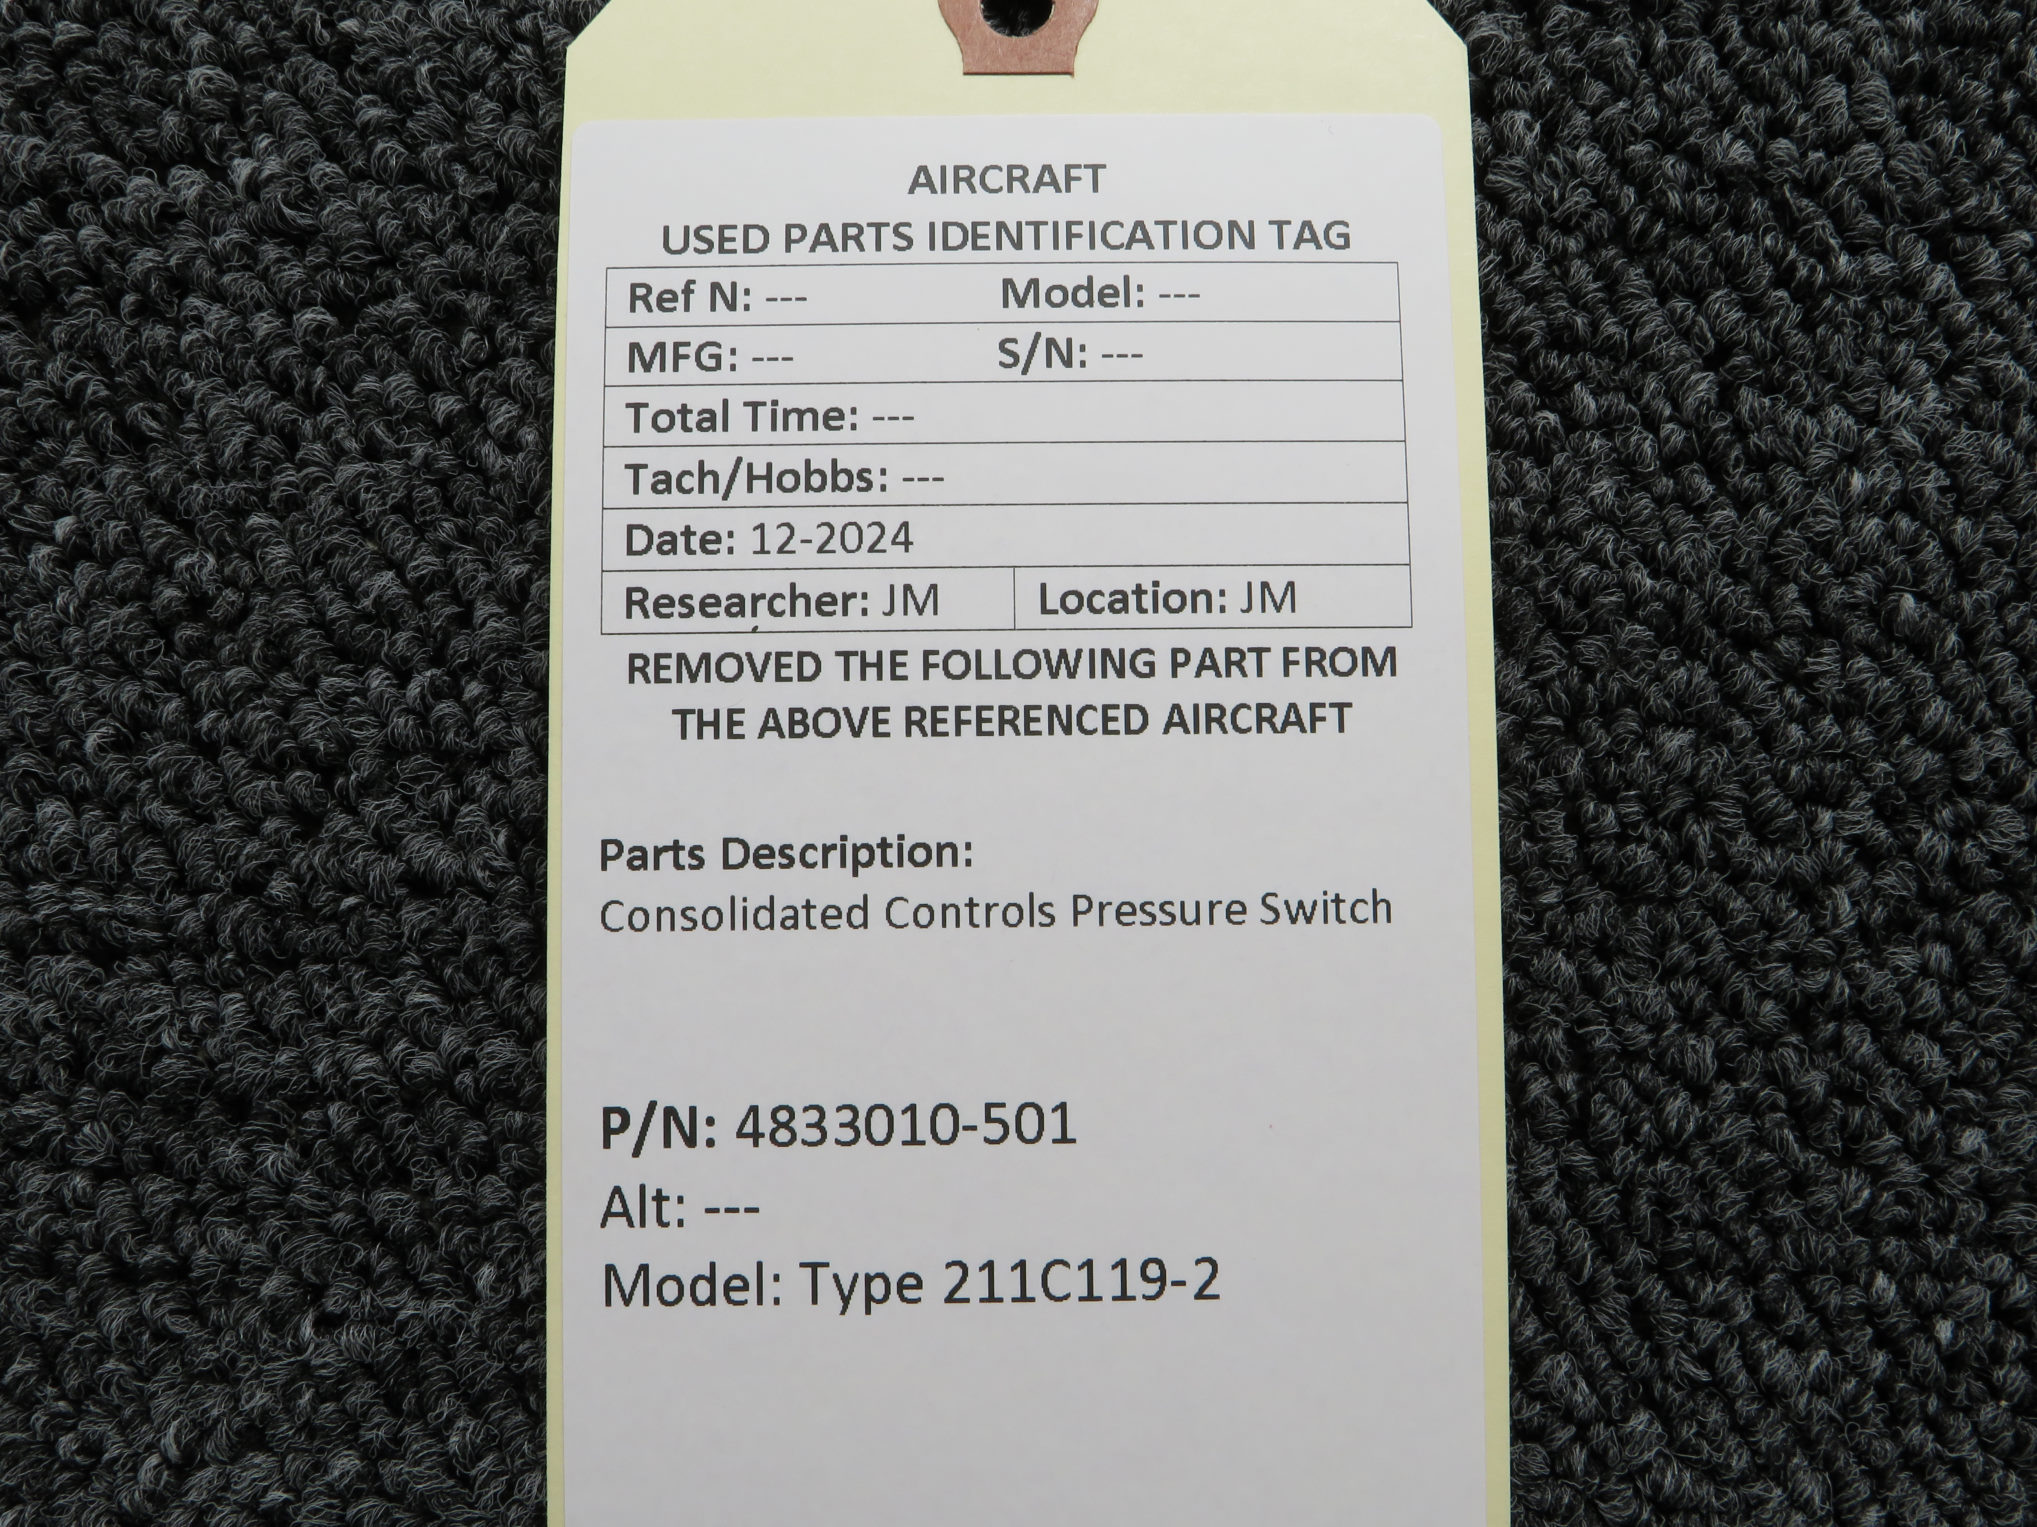 AIRCRAFT
USED PARTS IDENTIFICATION TAG
Ref N: --- Model: ---
MFG: --- S/N: ---
Total Time: ---
Tach/Hobbs: ---
Date: 12-2024
Researcher: JM Location: JM
REMOVED THE FOLLOWING PART FROM
THE ABOVE REFERENCED AIRCRAFT
Parts Description:
Consolidated Controls Pressure Switch
P/N: 4833010-501
Alt: ---
Model: Type 211C119-2